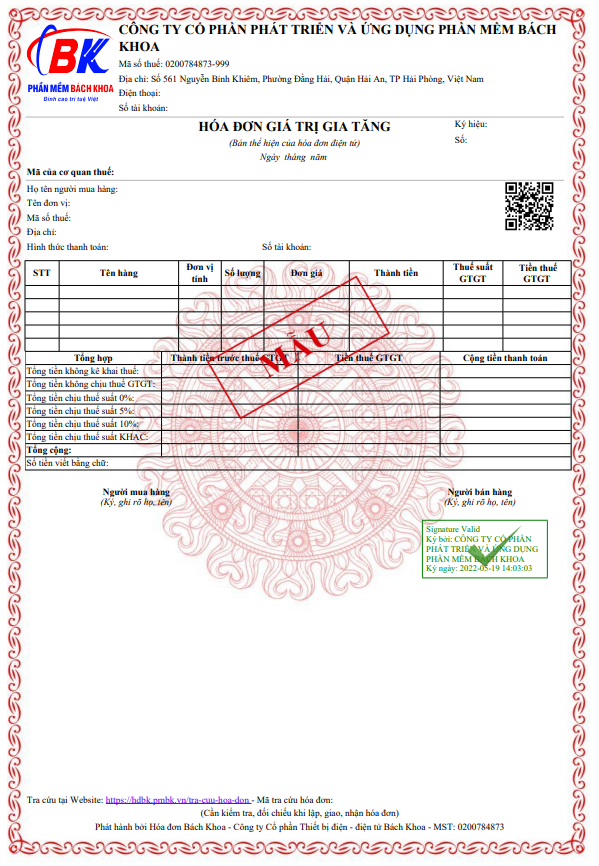 CÔNG TY CỔ PHẦN PHÁT TRIỂN VÀ ỨNG DỤNG PHẦN MỀM BÁCH
KHOA
BK
PHẦN MỀM BÁCH KHOA
Đỉnh cao trí tuệ Việt
Mã số thuế: 0200784873-999
Địa chỉ: Số 561 Nguyễn Bỉnh Khiêm, Phường Đằng Hải, Quận Hải An, TP Hải Phòng, Việt Nam
Điện thoại:
Số tài khoản:
HÓA ĐƠN GIÁ TRỊ GIA TĂNG
Ký hiệu:
(Bản thể hiện của hóa đơn điện tử)
Số:
Ngày tháng năm
Mã của cơ quan thuế:
Họ tên người mua hàng:
Tên đơn vị:
Mã số thuế:
Địa chỉ:
Hình thức thanh toán: Số tài khoản:
STT Tên hàng Đơn vị tính Số lượng Đơn giá Thành tiền Thuế suất GTGT Tiền thuế GTGT
MẪU
Tổng hợp Thành tiền trước thuế GTGT Tiền thuế GTGT Cộng tiền thanh toán
Tổng tiền không kê khai thuế:
Tổng tiền không chịu thuế GTGT:
Tổng tiền chịu thuế suất 0%:
Tổng tiền chịu thuế suất 5%:
Tổng tiền chịu thuế suất 10%:
Tổng tiền chịu thuế suất KHAC:
Tổng cộng:
Số tiền viết bằng chữ:
Người mua hàng Người bán hàng
(Ký, ghi rõ họ, tên) (Ký, ghi rõ họ, tên)
Signature Valid
Ký bởi: CÔNG TY CỔ PHẦN
PHÁT TRIỂN VÀ ỨNG DỤNG
PHẦN MỀM BÁCH KHOA
Ký ngày: 2022-05-19 14:03:03
Tra cứu tại Website: https://hdbk.pmbk.vn/tra-cuu-hoa-don - Mã tra cứu hóa đơn:
(Cần kiểm tra, đối chiếu khi lập, giao, nhận hóa đơn)
Phát hành bởi Hóa đơn Bách Khoa - Công ty Cổ phần Thiết bị điện - điện tử Bách Khoa - MST: 0200784873